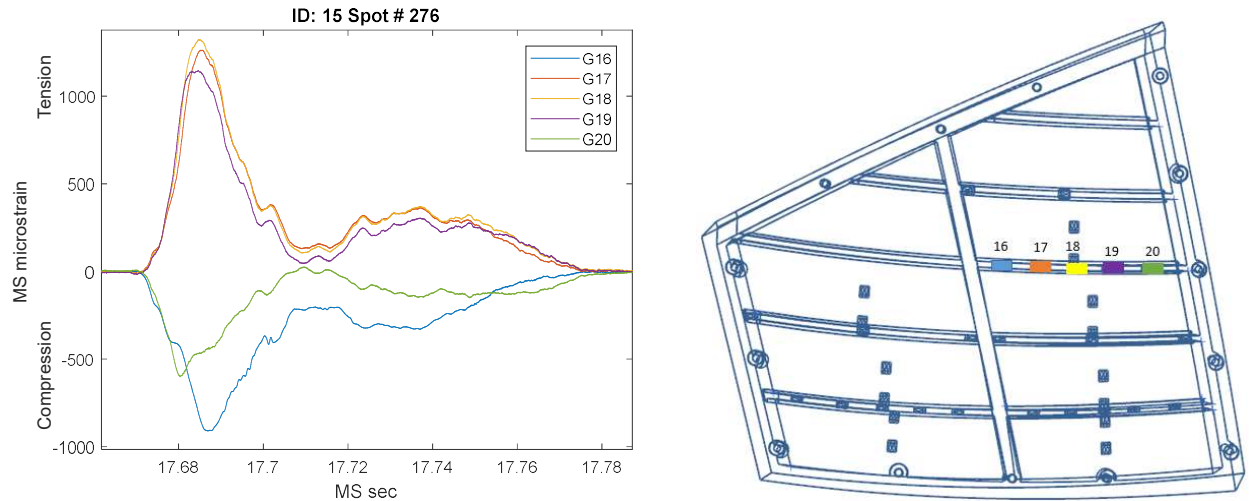 ID: 15 Spot # 276
Tension
MS microstrain
Compression
1000
500
0
-500
-1000
17.68
17.7
17.72
17.74
17.76
17.78
MS sec
G16
G17
G18
G19
G20
16
17
18
19
20